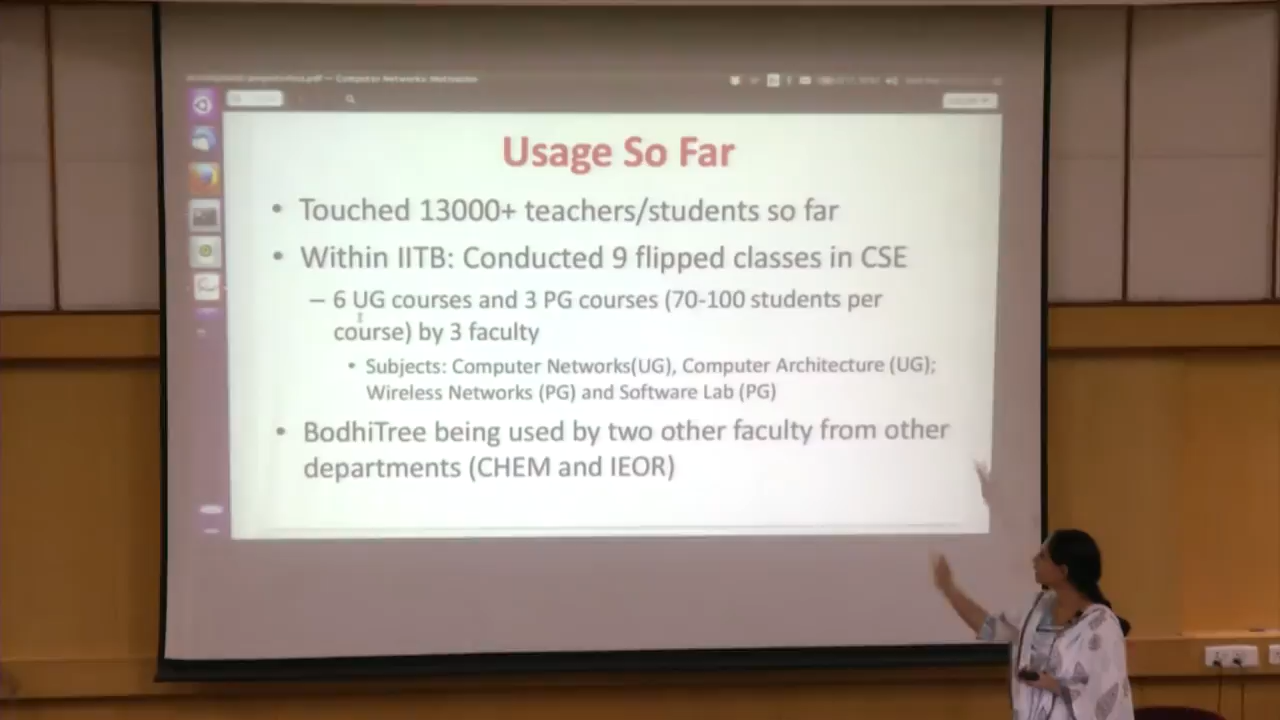 Computer Networks Motivation
Usage So Far
• Touched 13000+ teachers/students so far
• Within IITB: Conducted 9 flipped classes in CSE
– 6 UG courses and 3 PG courses (70-100 students per
course) by 3 faculty
• Subjects: Computer Networks(UG), Computer Architecture (UG);
Wireless Networks (PG) and Software Lab (PG)
• BodhiTree being used by two other faculty from other
departments (CHEM and IEOR)